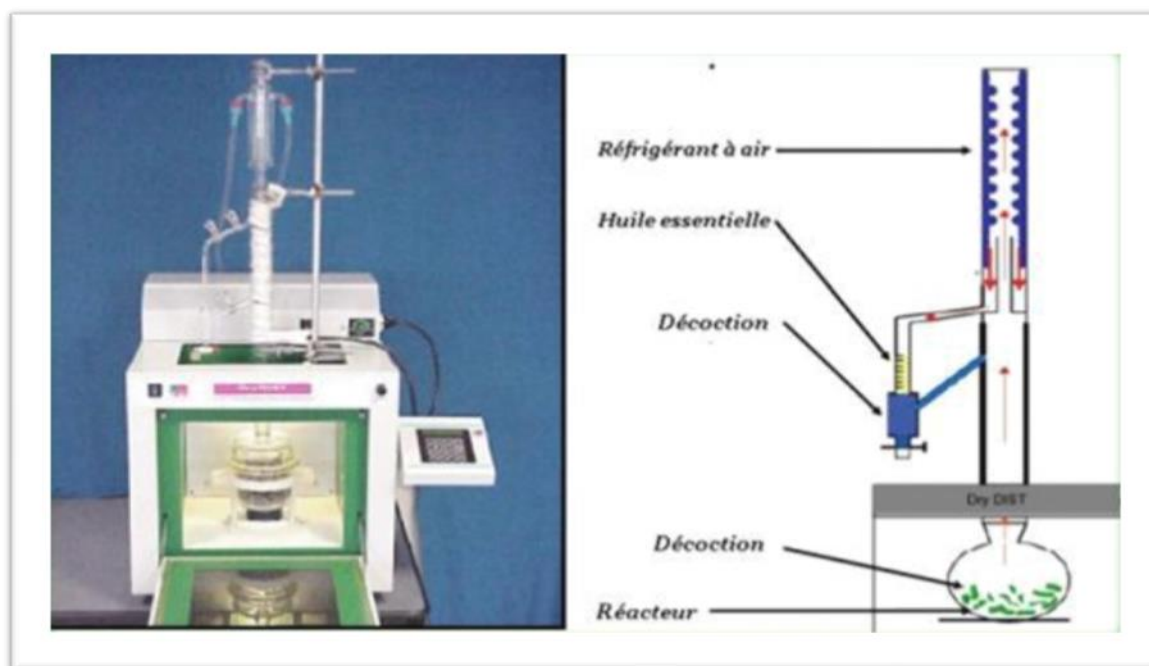 Réfrigérant à air
Huile essentielle
Décoction
Dry DIST
Décoction
Réacteur